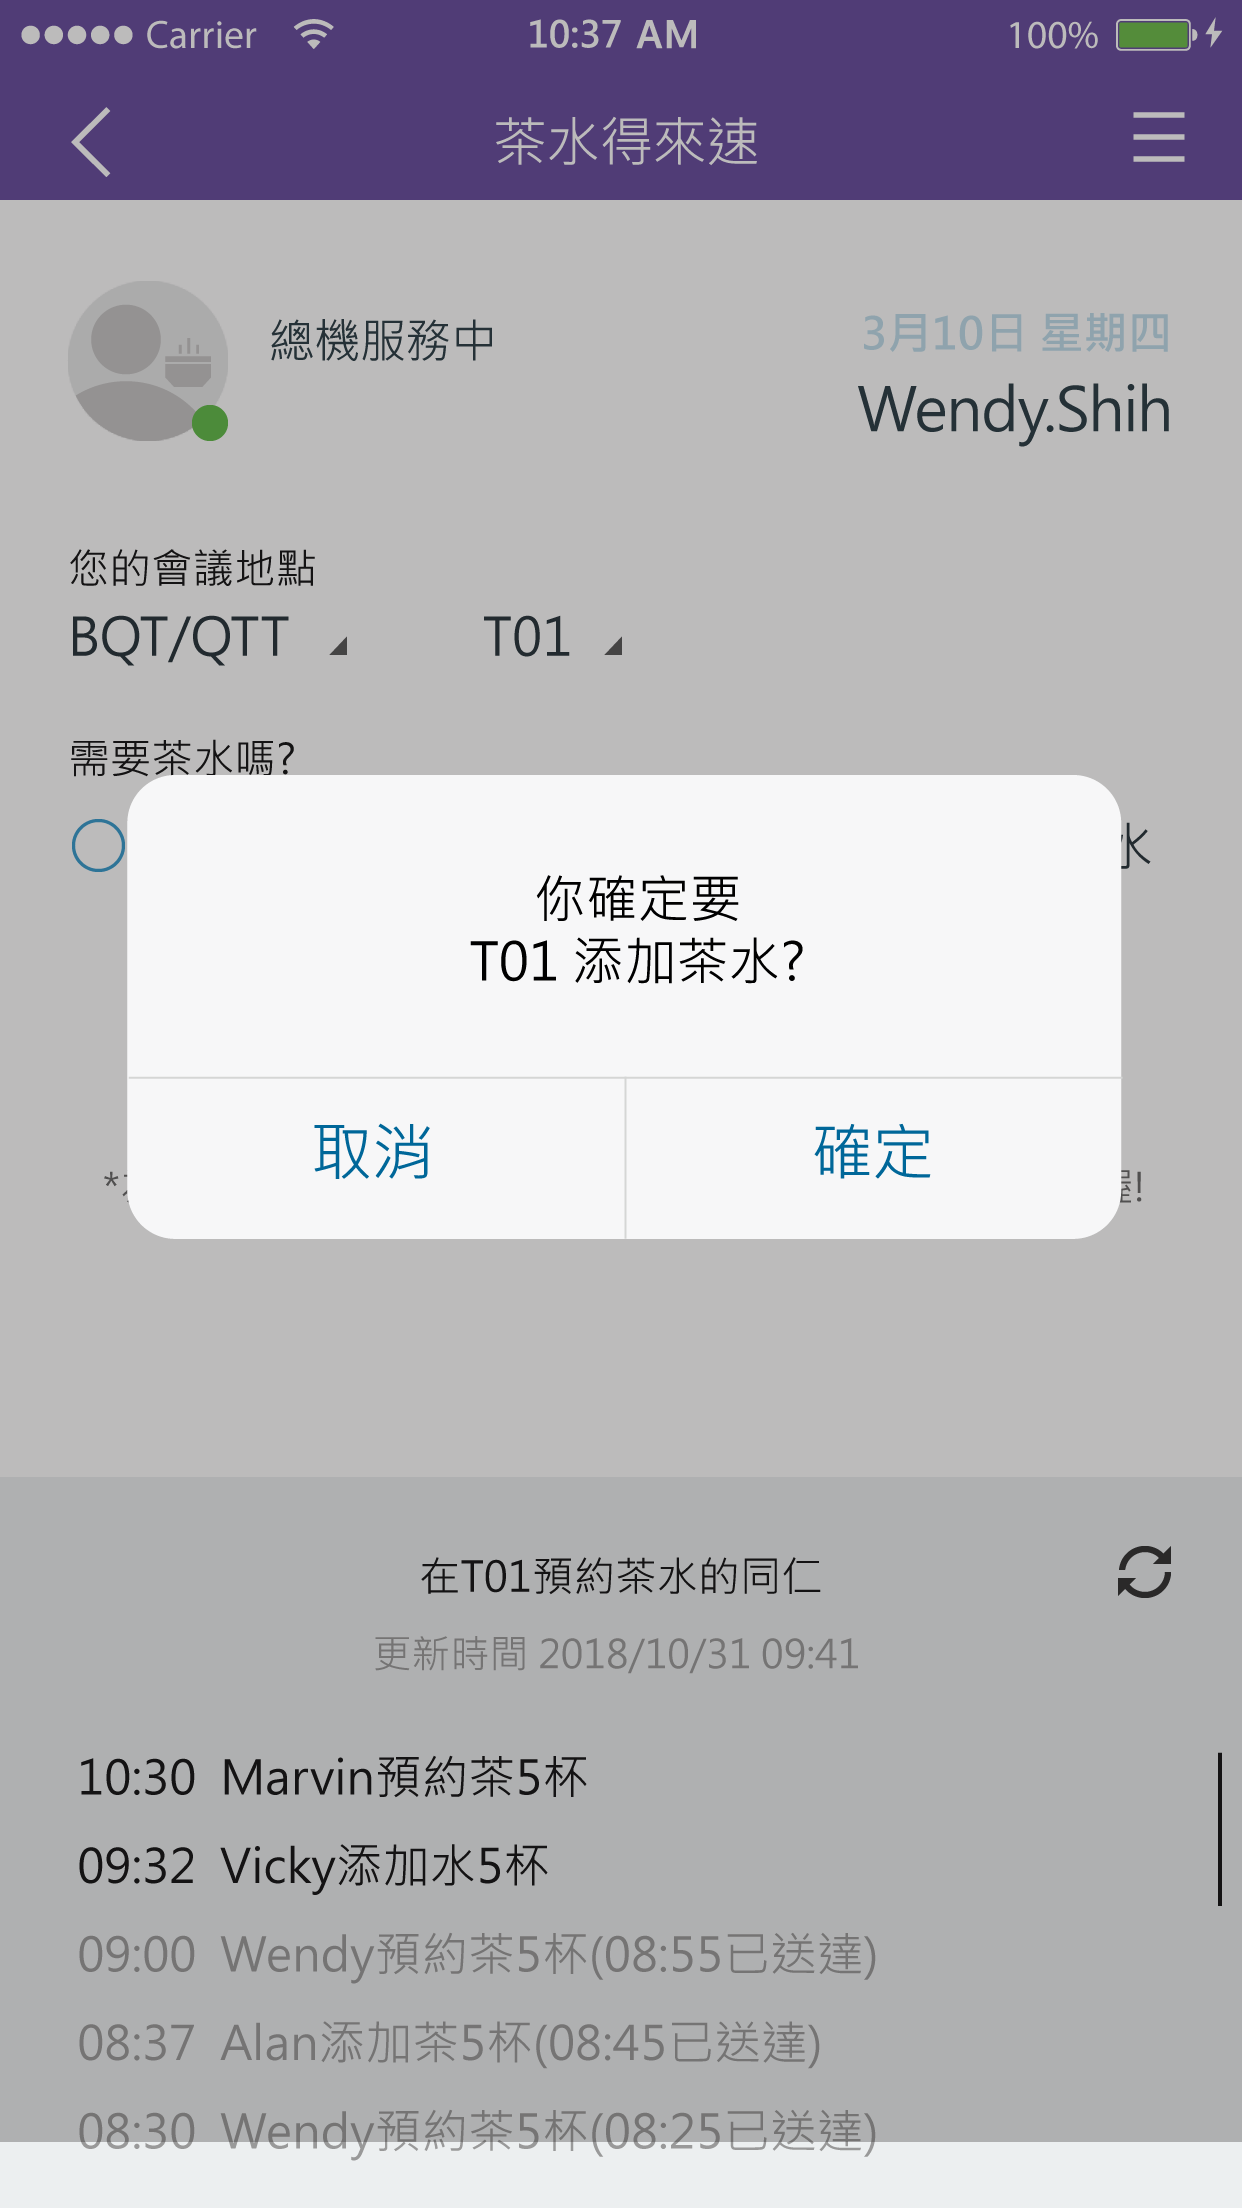 Carrier 10:37 AM 100%
茶水得來速
總機服務中
3月10日 星期四
Wendy.Shih
您的會議地點
BQT/QTT T01
需要茶水嗎?
水
你確定要
T01 添加茶水?
取消 確定
*
!
在T01預約茶水的同仁
更新時間 2018/10/31 09:41
10:30 Marvin預約茶5杯
09:32 Vicky添加水5杯
09:00 Wendy預約茶5杯(08:55已送達)
08:37 Alan添加茶5杯(08:45已送達)
08:30 Wendy預約茶5杯(08:25已送達)